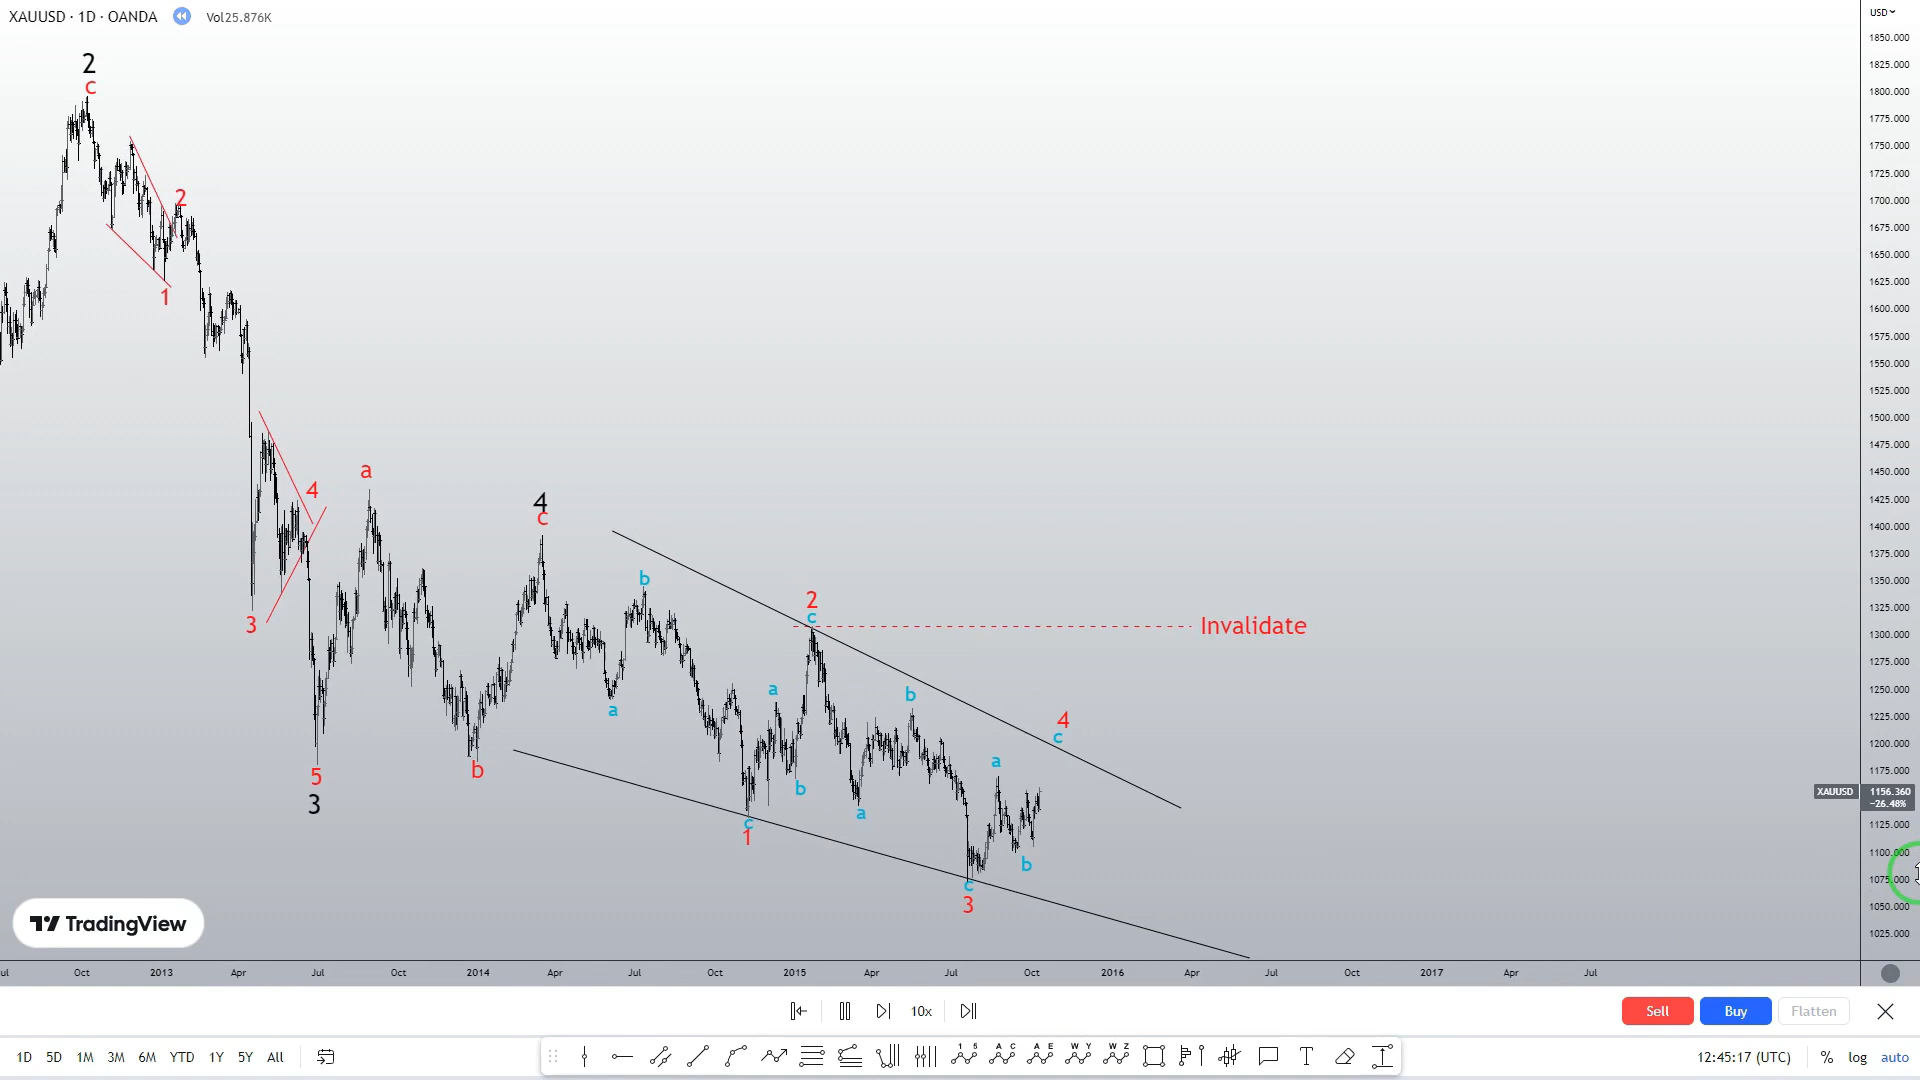 XAUUSD · 1D · OANDA
Vol25.876K
USD
2
c
2
1
3
4
5
3
a
b
4
c
a
b
c
1
a
b
2
c
Invalidate
a
b
c
3
a
b
4
c
1850.000
1825.000
1800.000
1775.000
1750.000
1725.000
1700.000
1675.000
1650.000
1625.000
1600.000
1575.000
1550.000
1525.000
1500.000
1475.000
1450.000
1425.000
1400.000
1375.000
1350.000
1325.000
1300.000
1275.000
1250.000
1225.000
1200.000
1175.000
XAUUSD 1156.360
−26.48%
1125.000
1100.000
1075.000
1050.000
1025.000
TradingView
ul Oct 2013 Apr Jul Oct 2014 Apr Jul Oct 2015 Apr Jul Oct 2016 Apr Jul Oct 2017 Apr Jul
10x
Sell Buy Flatten
1D 5D 1M 3M 6M YTD 1Y 5Y All
1 5
A C
A E
W Y
W Z
T
12:45:17 (UTC) % log auto